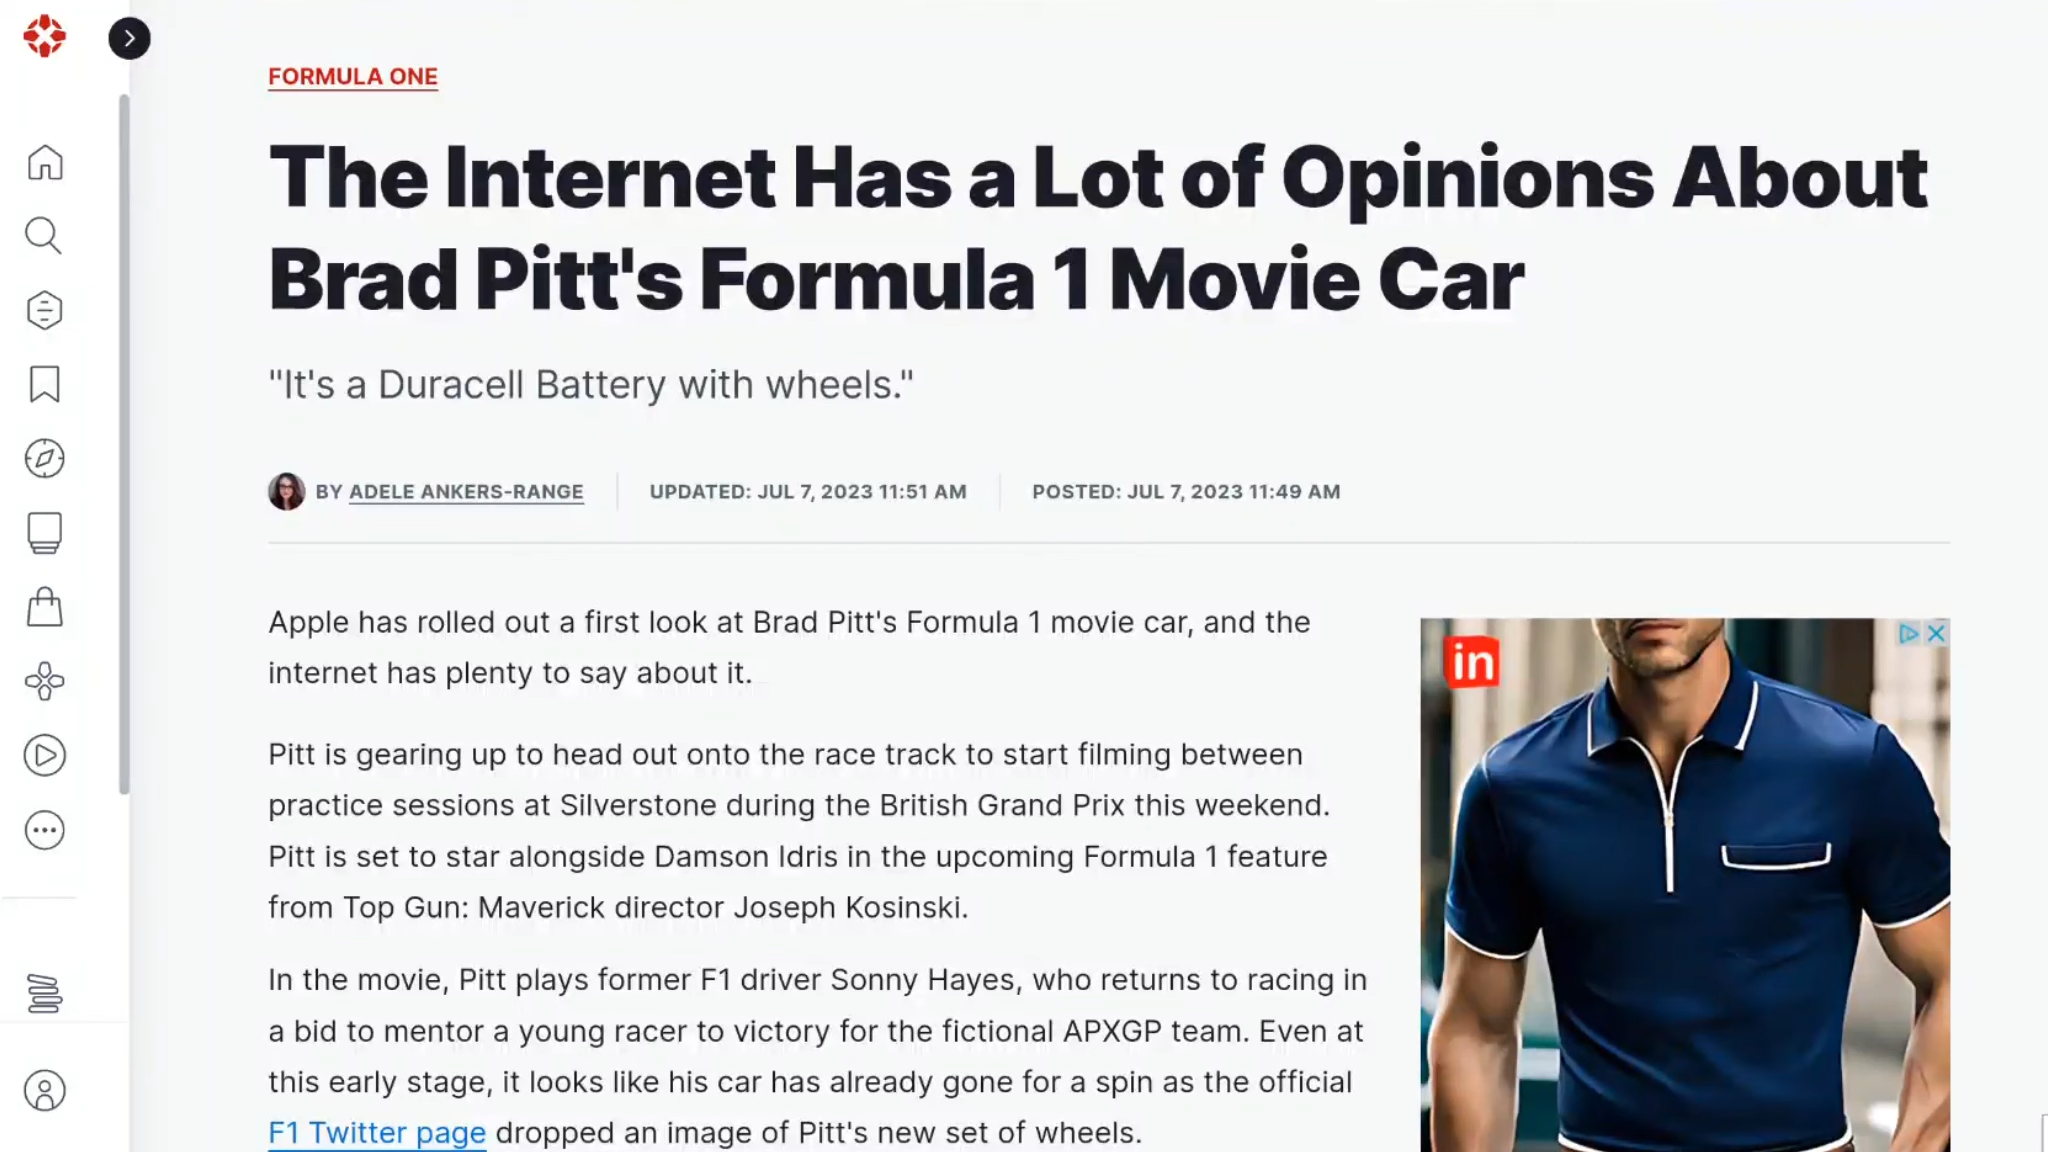 FORMULA ONE
The Internet Has a Lot of Opinions About
Brad Pitt's Formula 1 Movie Car
"It's a Duracell Battery with wheels."
BY ADELE ANKERS-RANGE
UPDATED: JUL 7, 2023 11:51 AM
POSTED: JUL 7, 2023 11:49 AM
Apple has rolled out a first look at Brad Pitt's Formula 1 movie car, and the
internet has plenty to say about it.
Pitt is gearing up to head out onto the race track to start filming between
practice sessions at Silverstone during the British Grand Prix this weekend.
Pitt is set to star alongside Damson Idris in the upcoming Formula 1 feature
from Top Gun: Maverick director Joseph Kosinski.
In the movie, Pitt plays former F1 driver Sonny Hayes, who returns to racing in
a bid to mentor a young racer to victory for the fictional APXGP team. Even at
this early stage, it looks like his car has already gone for a spin as the official
F1 Twitter page dropped an image of Pitt's new set of wheels.
in